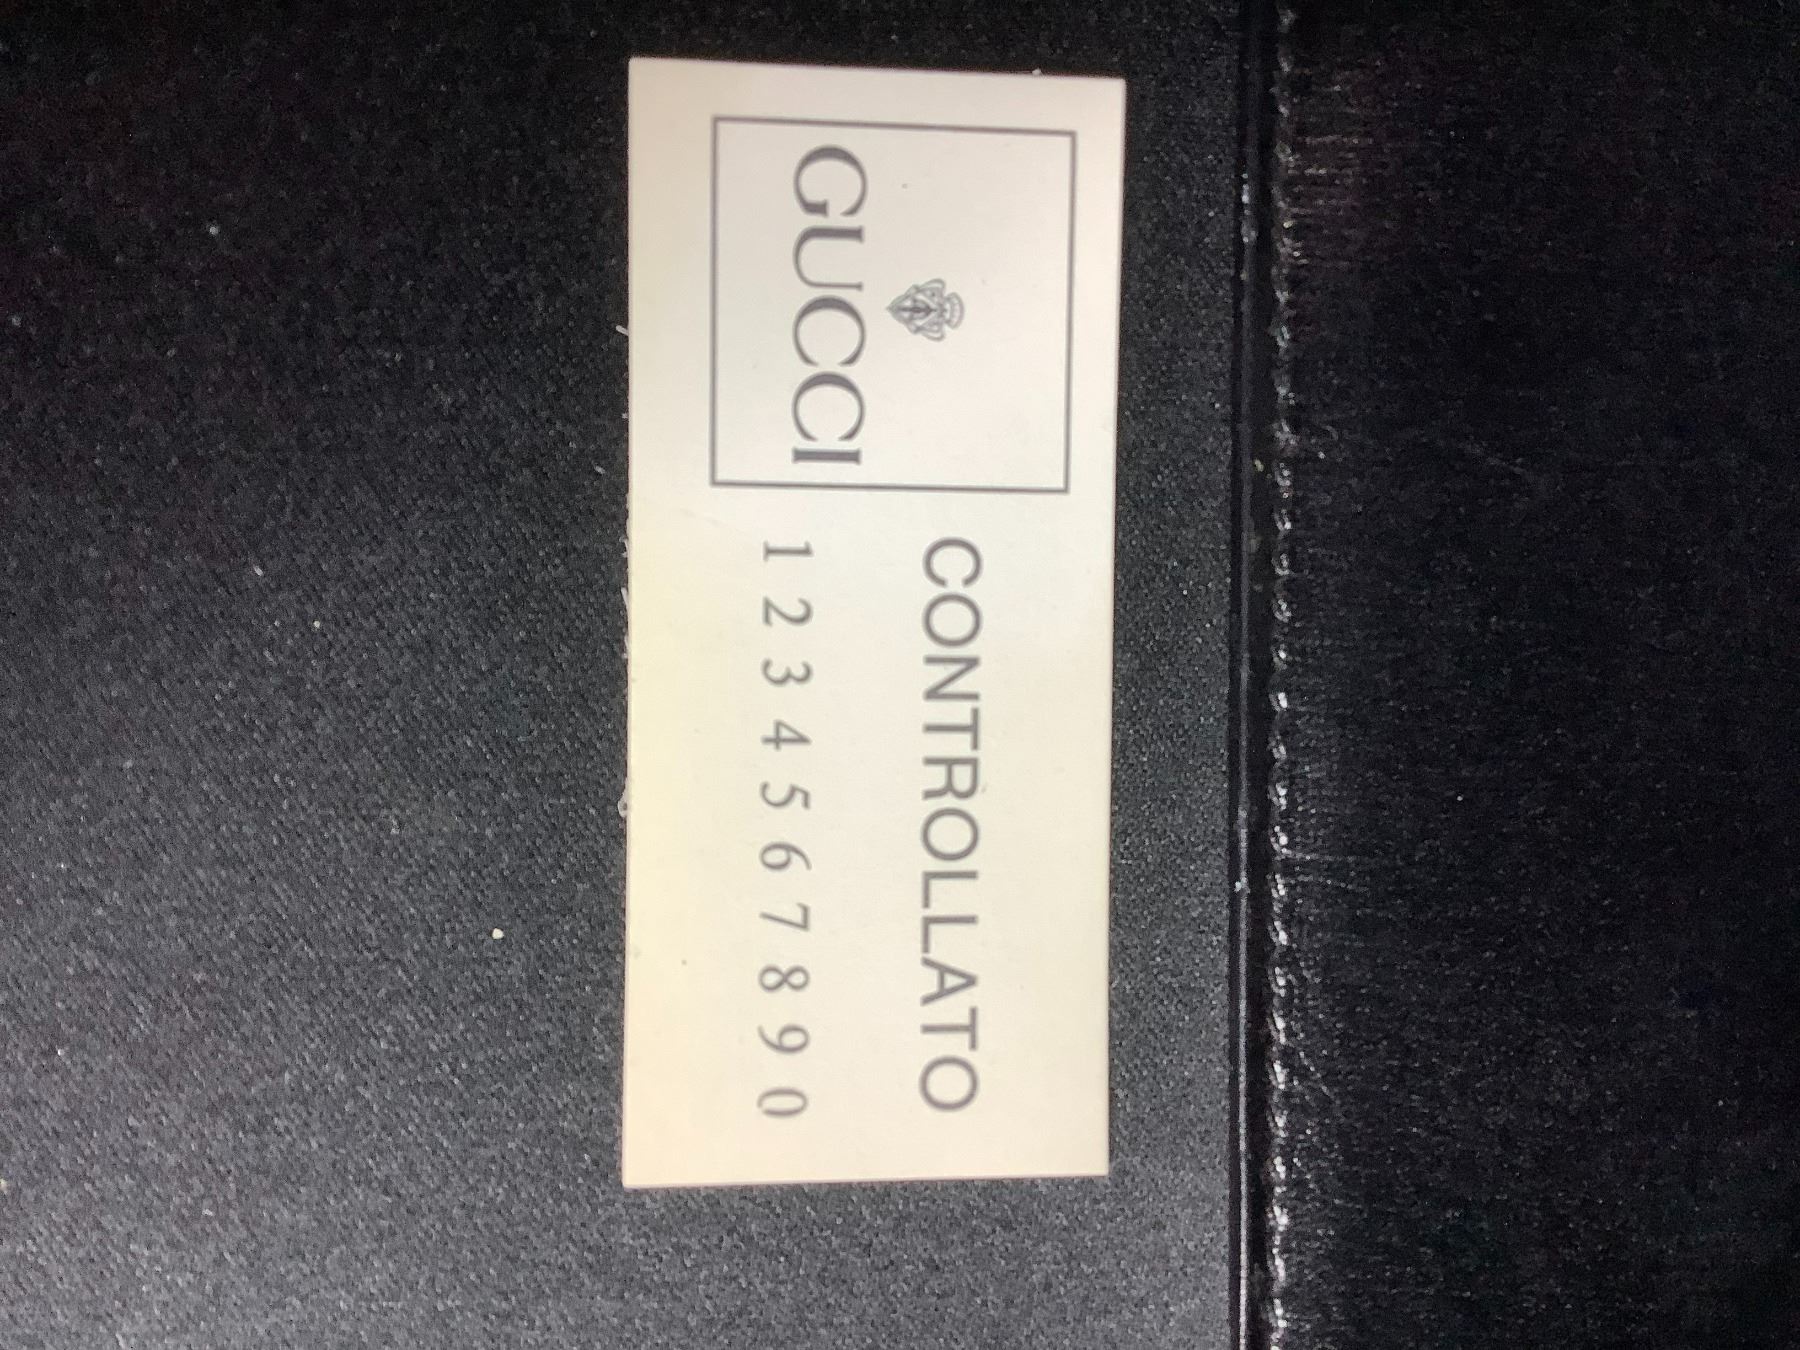 GUCCI
CONTROLLATO
1 2 3 4 5 6 7 8 9 0